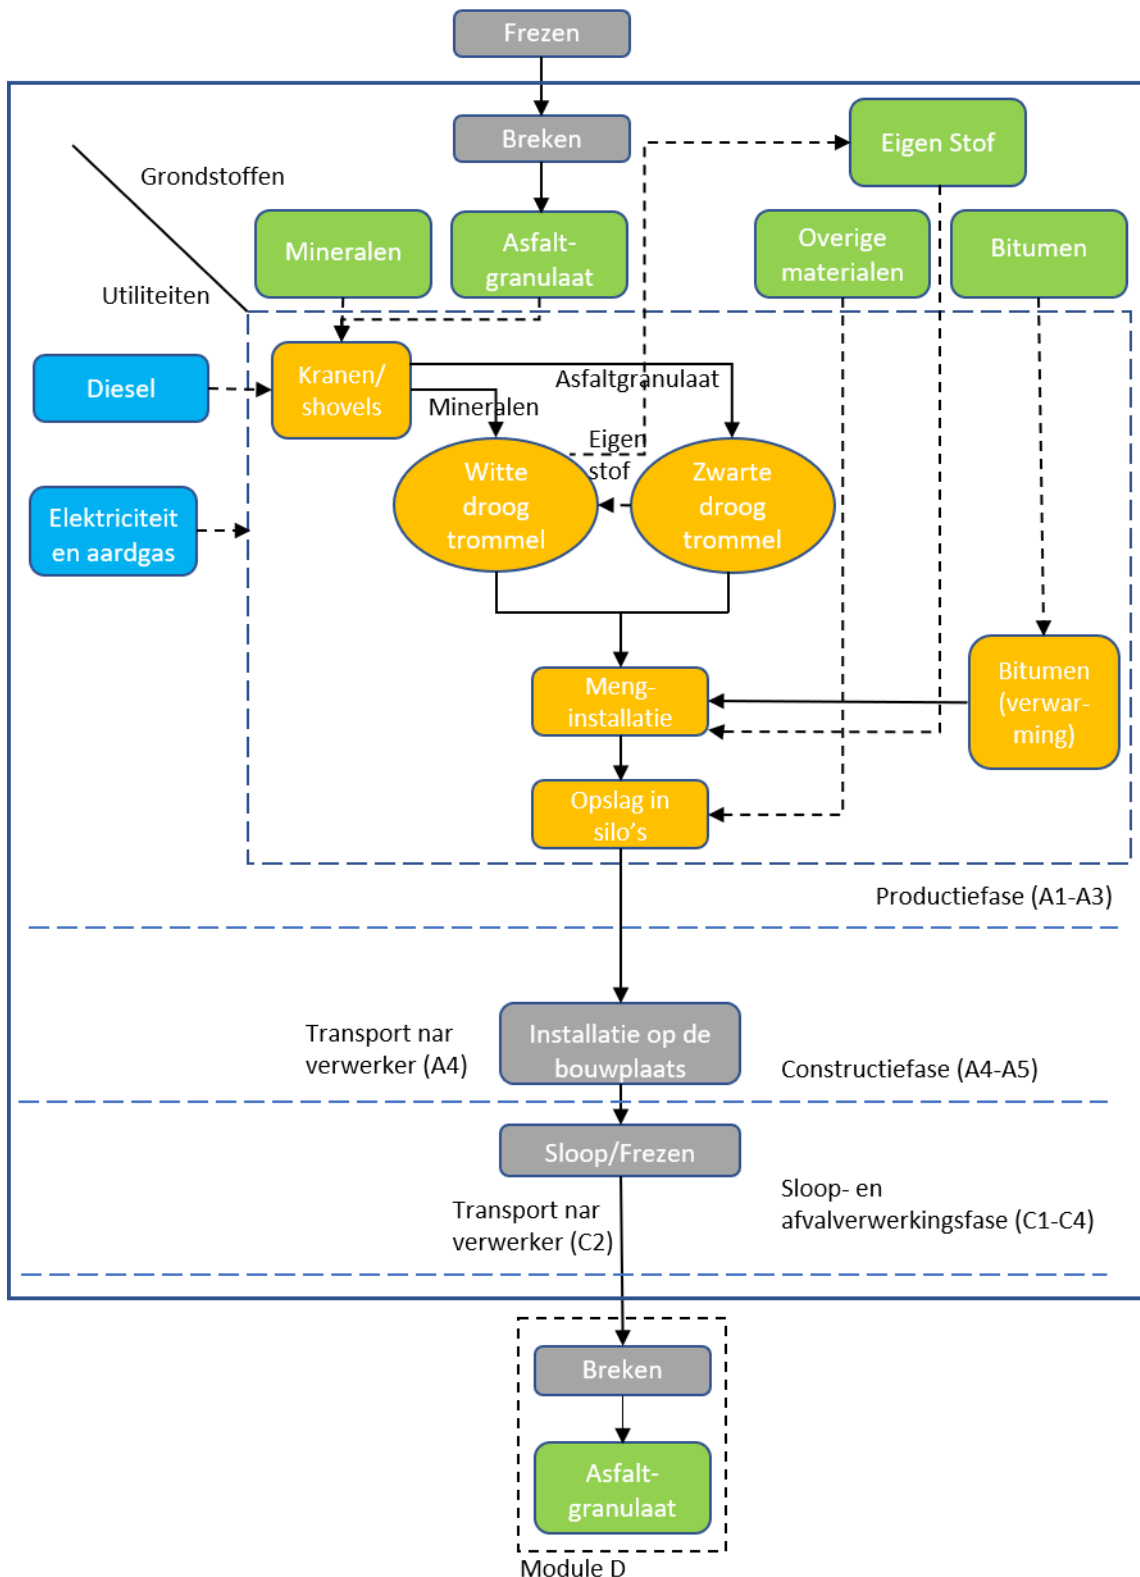 Frezen
Breken
Eigen Stof
Grondstoffen
Mineralen
Asfalt-
granulaat
Overige
materialen
Bitumen
Utiliteiten
Diesel
Kranen/
shovels
Asfaltgranulaat
Mineralen
Eigen
stof
Witte
droog
trommel
Zwarte
droog
trommel
Elektriciteit
en aardgas
Meng-
installatie
Bitumen
(verwar-
ming)
Opslag in
silo's
Productiefase (A1-A3)
Transport nar
verwerker (A4)
Installatie op de
bouwplaats
Constructiefase (A4-A5)
Sloop/Frezen
Transport nar
verwerker (C2)
Sloop- en
afvalverwerkingsfase (C1-C4)
Breken
Asfalt-
granulaat
Module D